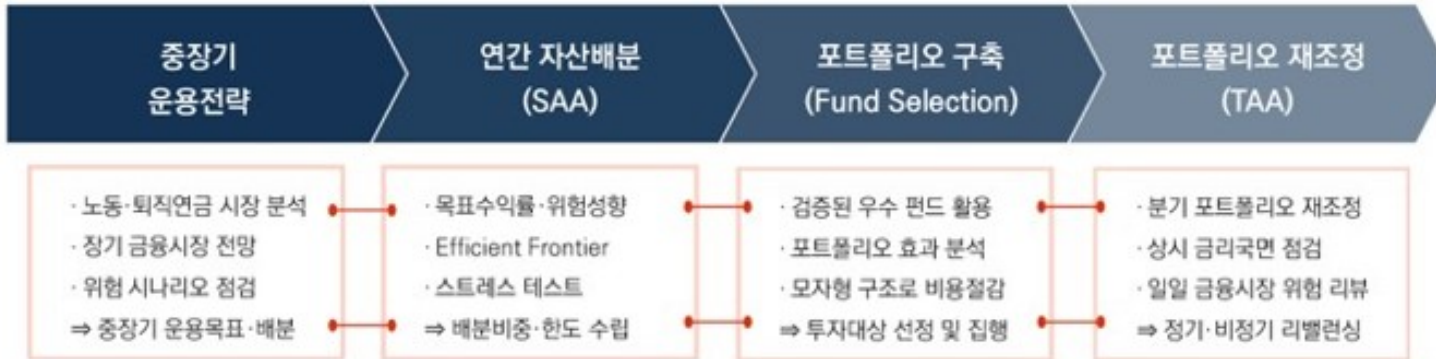 중장기
운용전략
연간 자산배분
(SAA)
포트폴리오 구축
(Fund Selection)
포트폴리오 재조정
(TAA)
· 노동·퇴직연금 시장 분석
· 장기 금융시장 전망
· 위험 시나리오 점검
⇒ 중장기 운용목표·배분
· 목표수익률·위험성향
· Efficient Frontier
· 스트레스 테스트
⇒ 배분비중·한도 수립
· 검증된 우수 펀드 활용
· 포트폴리오 효과 분석
· 모자형 구조로 비용절감
⇒ 투자대상 선정 및 집행
· 분기 포트폴리오 재조정
· 상시 금리국면 점검
· 일일 금융시장 위험 리뷰
⇒ 정기·비정기 리밸런싱